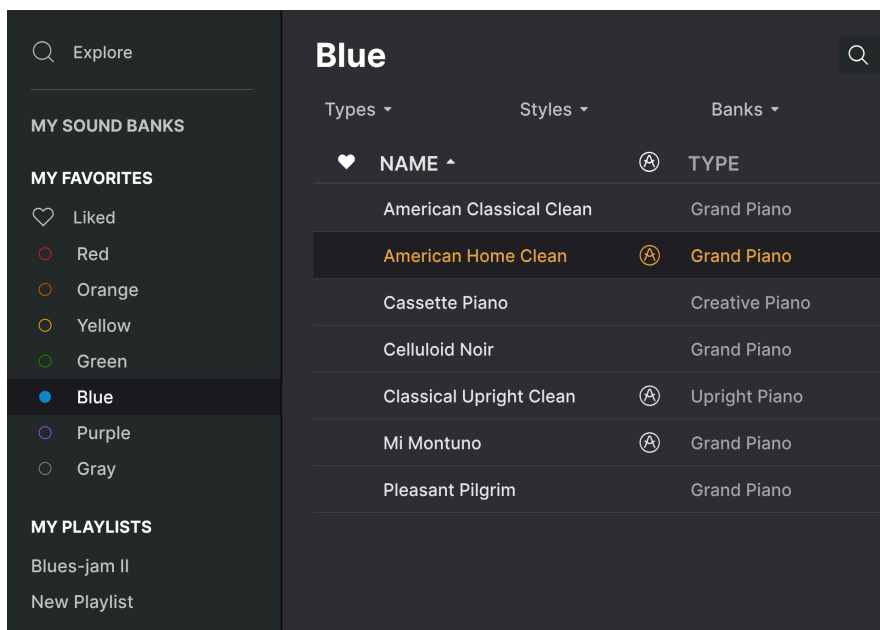 Explore
MY SOUND BANKS
MY FAVORITES
Liked
Red
Orange
Yellow
Green
Blue
Purple
Gray
MY PLAYLISTS
Blues-jam II
New Playlist
Blue
Types Styles Banks
NAME TYPE
American Classical Clean Grand Piano
American Home Clean Grand Piano
Cassette Piano Creative Piano
Celluloid Noir Grand Piano
Classical Upright Clean Upright Piano
Mi Montuno Grand Piano
Pleasant Pilgrim Grand Piano